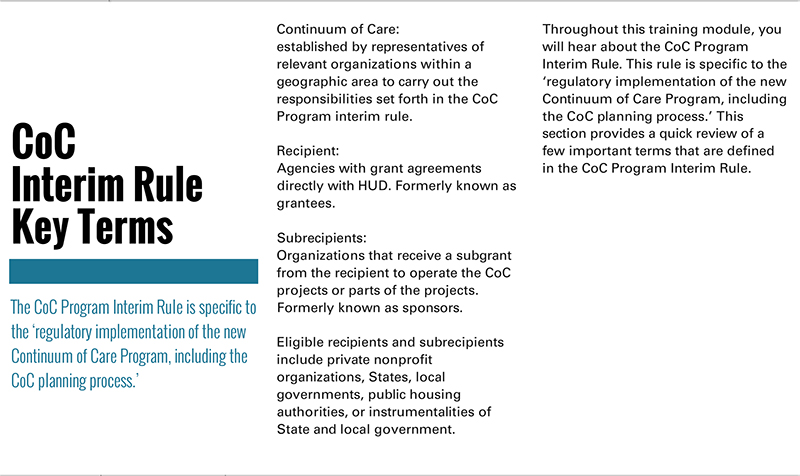 CoC
Interim Rule
Key Terms
The CoC Program Interim Rule is specific to
the ‘regulatory implementation of the new
Continuum of Care Program, including the
CoC planning process.’
Continuum of Care:
established by representatives of
relevant organizations within a
geographic area to carry out the
responsibilities set forth in the CoC
Program interim rule.
Recipient:
Agencies with grant agreements
directly with HUD. Formerly known as
grantees.
Subrecipients:
Organizations that receive a subgrant
from the recipient to operate the CoC
projects or parts of the projects.
Formerly known as sponsors.
Eligible recipients and subrecipients
include private nonprofit
organizations, States, local
governments, public housing
authorities, or instrumentalities of
State and local government.
Throughout this training module, you
will hear about the CoC Program
Interim Rule. This rule is specific to the
‘regulatory implementation of the new
Continuum of Care Program, including
the CoC planning process.’ This
section provides a quick review of a
few important terms that are defined
in the CoC Program Interim Rule.